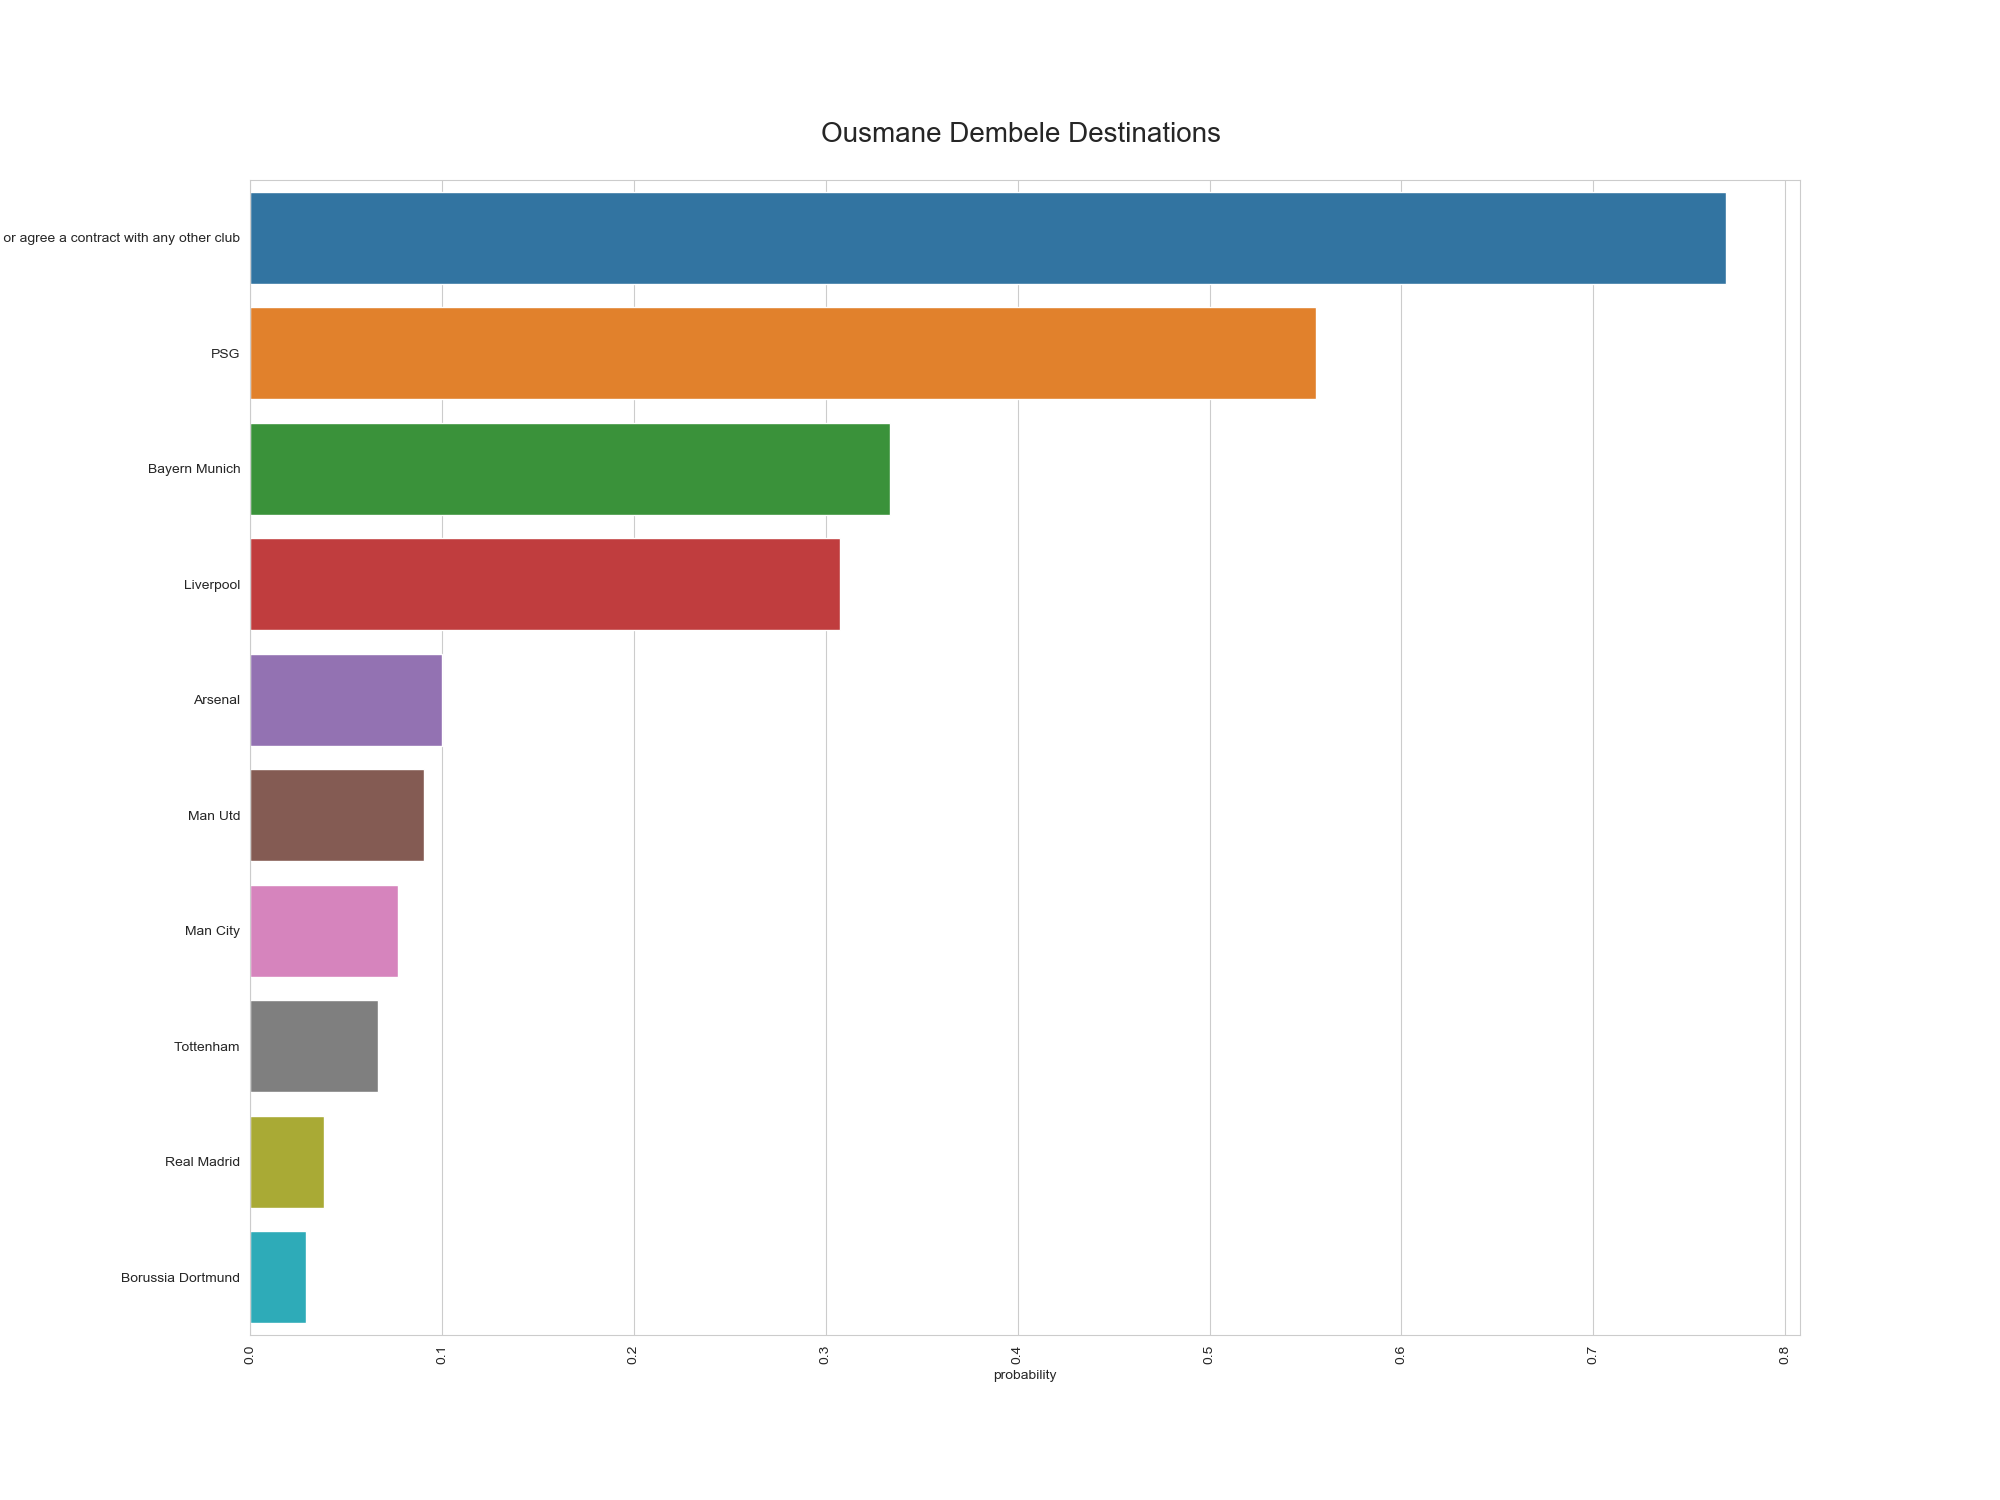 Ousmane Dembele Destinations
or agree a contract with any other club
PSG
Bayern Munich
Liverpool
Arsenal
Man Utd
Man City
Tottenham
Real Madrid
Borussia Dortmund
0.0
0.1
0.2
0.3
0.4
0.5
0.6
0.7
0.8
probability